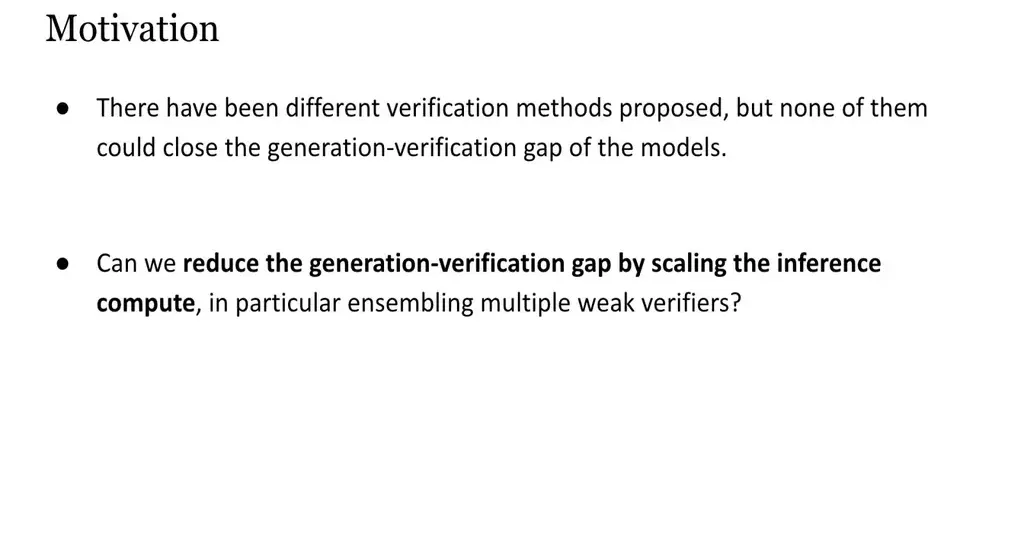 Motivation
● There have been different verification methods proposed, but none of them
could close the generation-verification gap of the models.
● Can we reduce the generation-verification gap by scaling the inference
compute, in particular ensembling multiple weak verifiers?